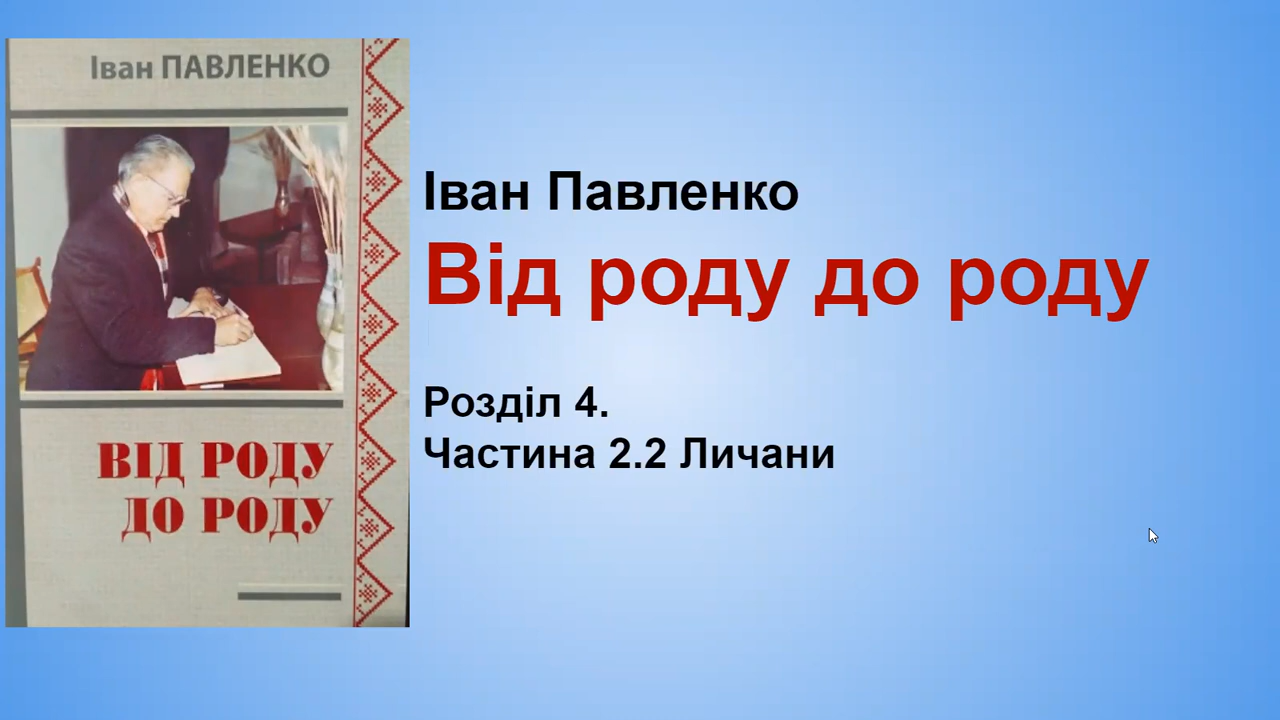 Іван ПАВЛЕНКО
ВІД РОДУ
ДО РОДУ
Іван Павленко
Від роду до роду
Розділ 4.
Частина 2.2 Личани